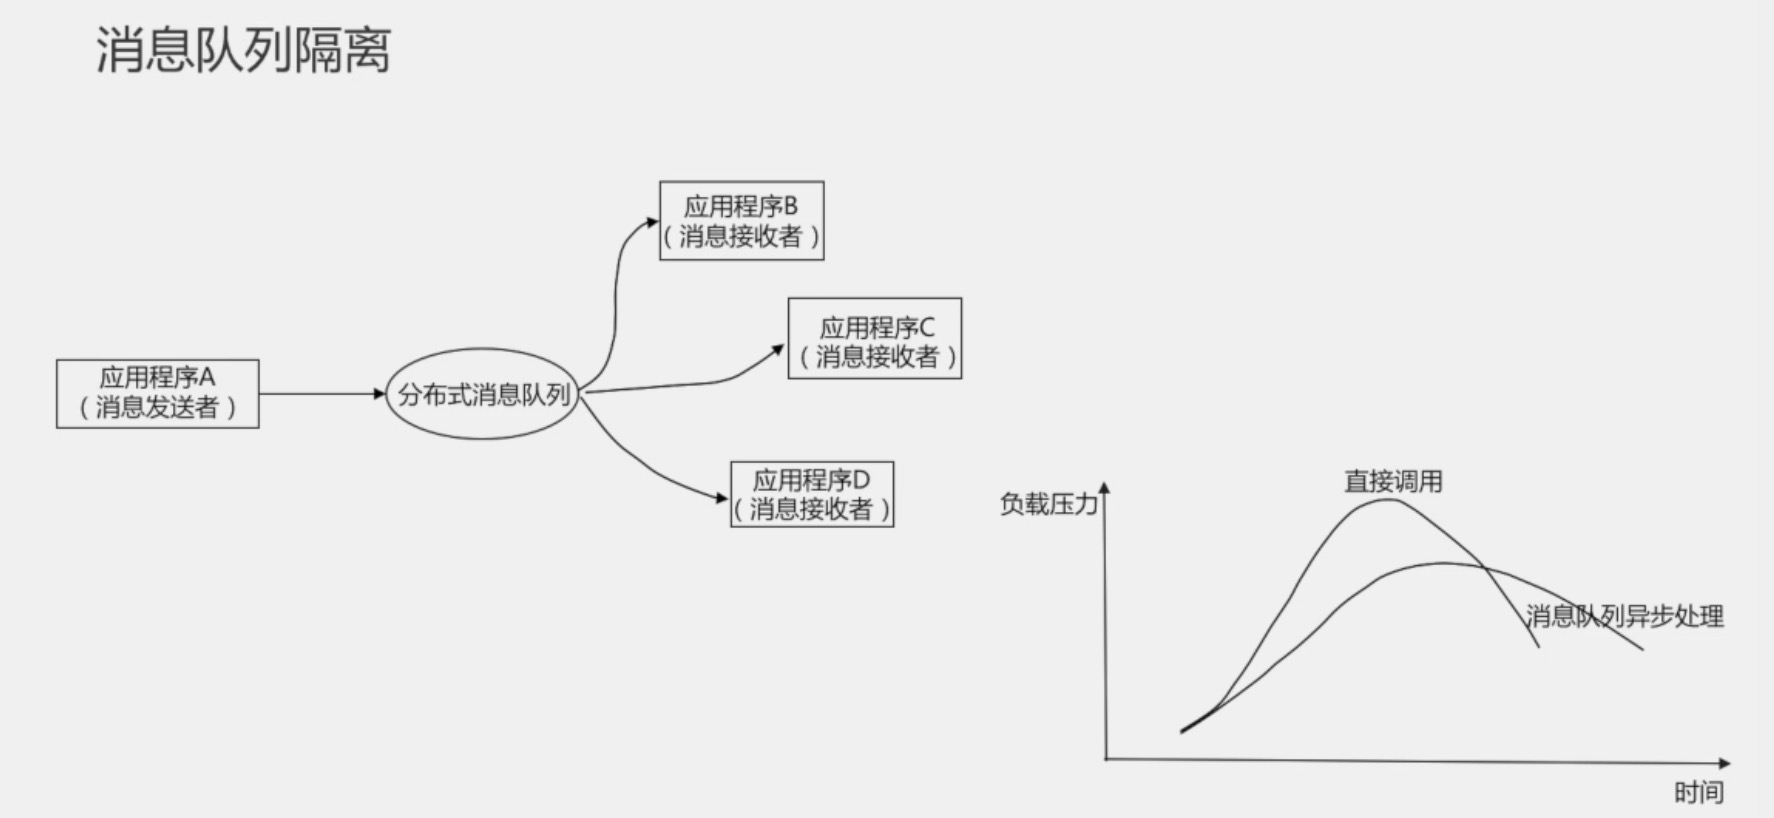 消息队列隔离
应用程序B
（消息接收者）
应用程序C
（消息接收者）
应用程序A
（消息发送者）
分布式消息队列
应用程序D
（消息接收者）
直接调用
负载压力
消息队列异步处理
时间